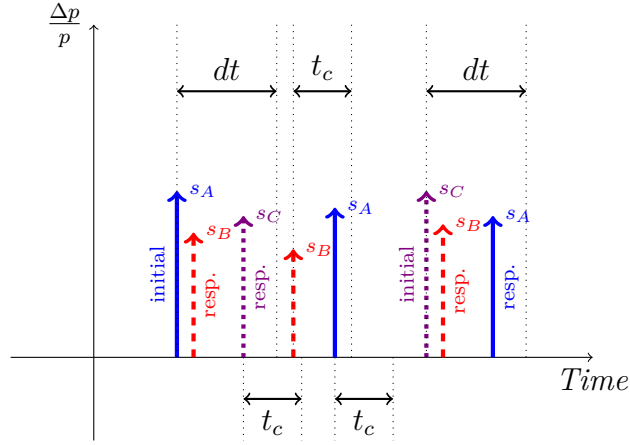 Δp
p
dt
t_c
dt
s_A
s_B
s_C
s_B
s_A
s_C
s_B
s_A
initial
resp.
resp.
initial
resp.
resp.
Time
t_c
t_c